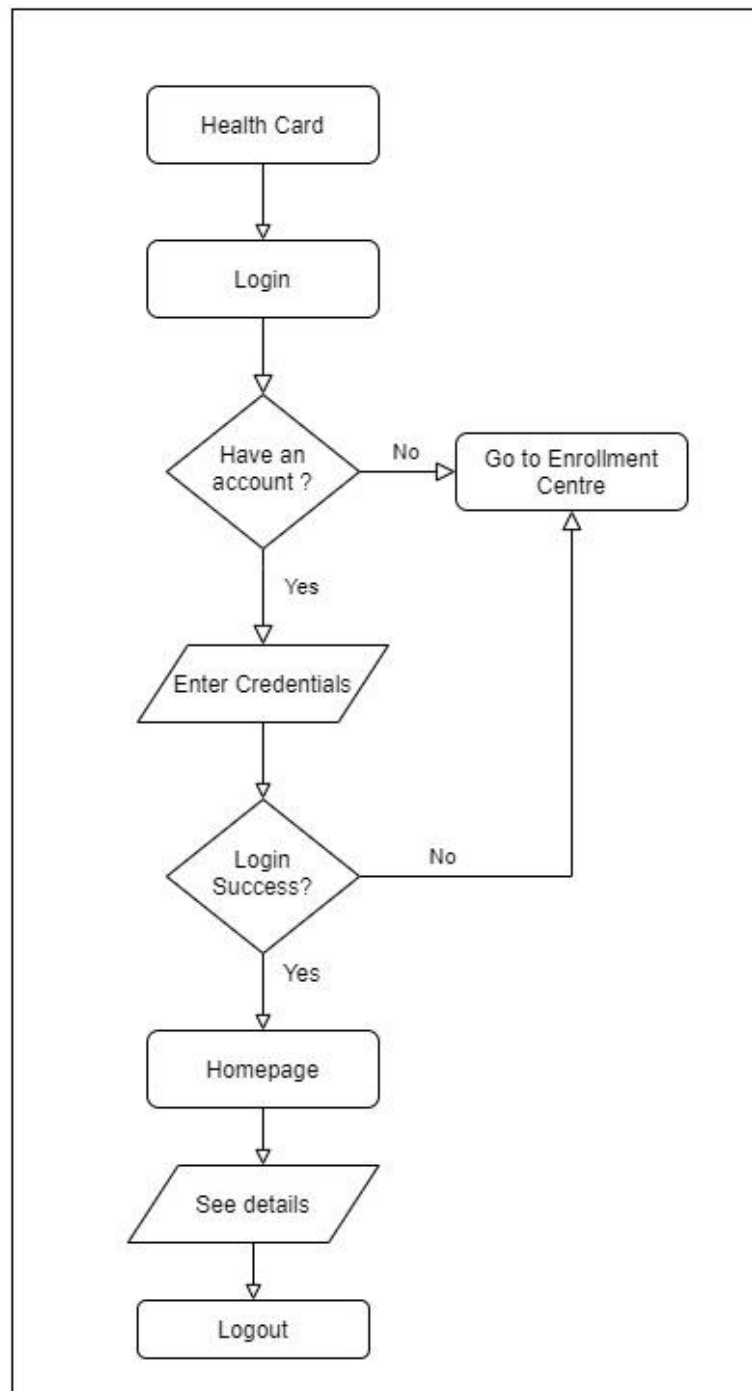 Health Card
Login
Have an
account ?
No
Go to Enrollment
Centre
Yes
Enter Credentials
Login
Success?
No
Yes
Homepage
See details
Logout